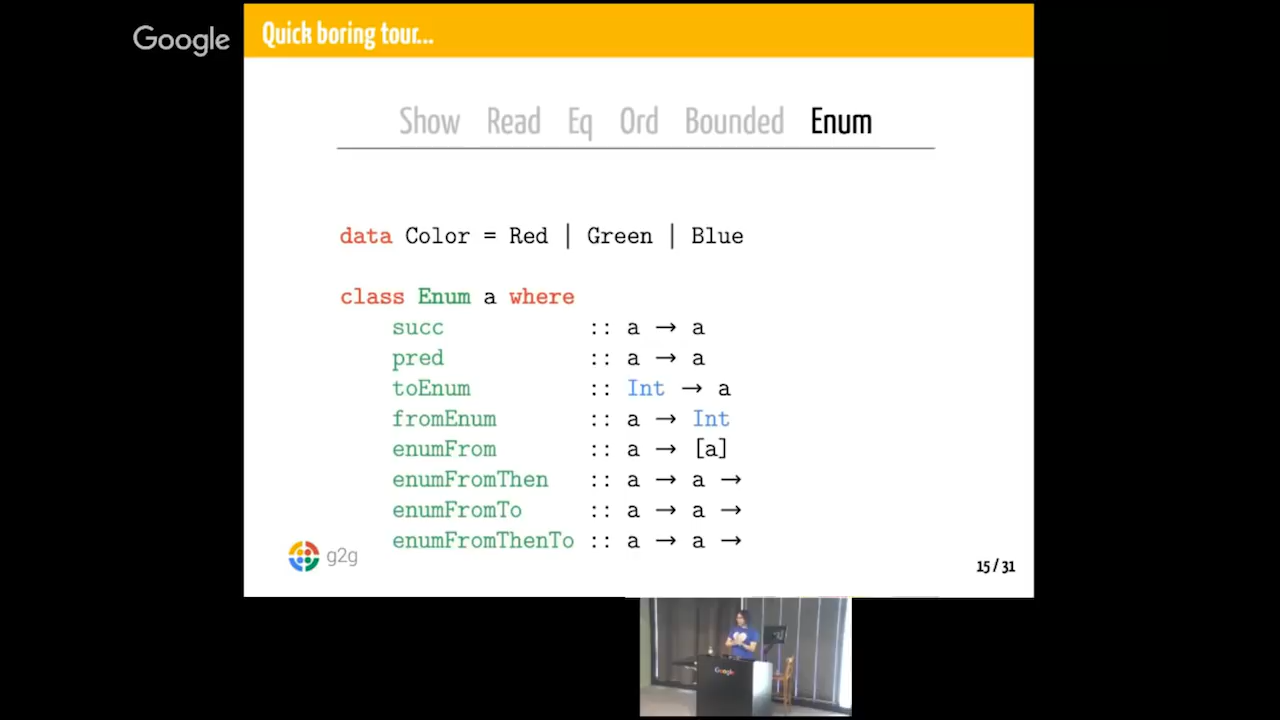 Google
Quick boring tour...
Show Read Eq Ord Bounded Enum
data Color = Red | Green | Blue
class Enum a where
succ :: a → a
pred :: a → a
toEnum :: Int → a
fromEnum :: a → Int
enumFrom :: a → [a]
enumFromThen :: a → a →
enumFromTo :: a → a →
enumFromThenTo :: a → a →
g2g
15 / 31
Google